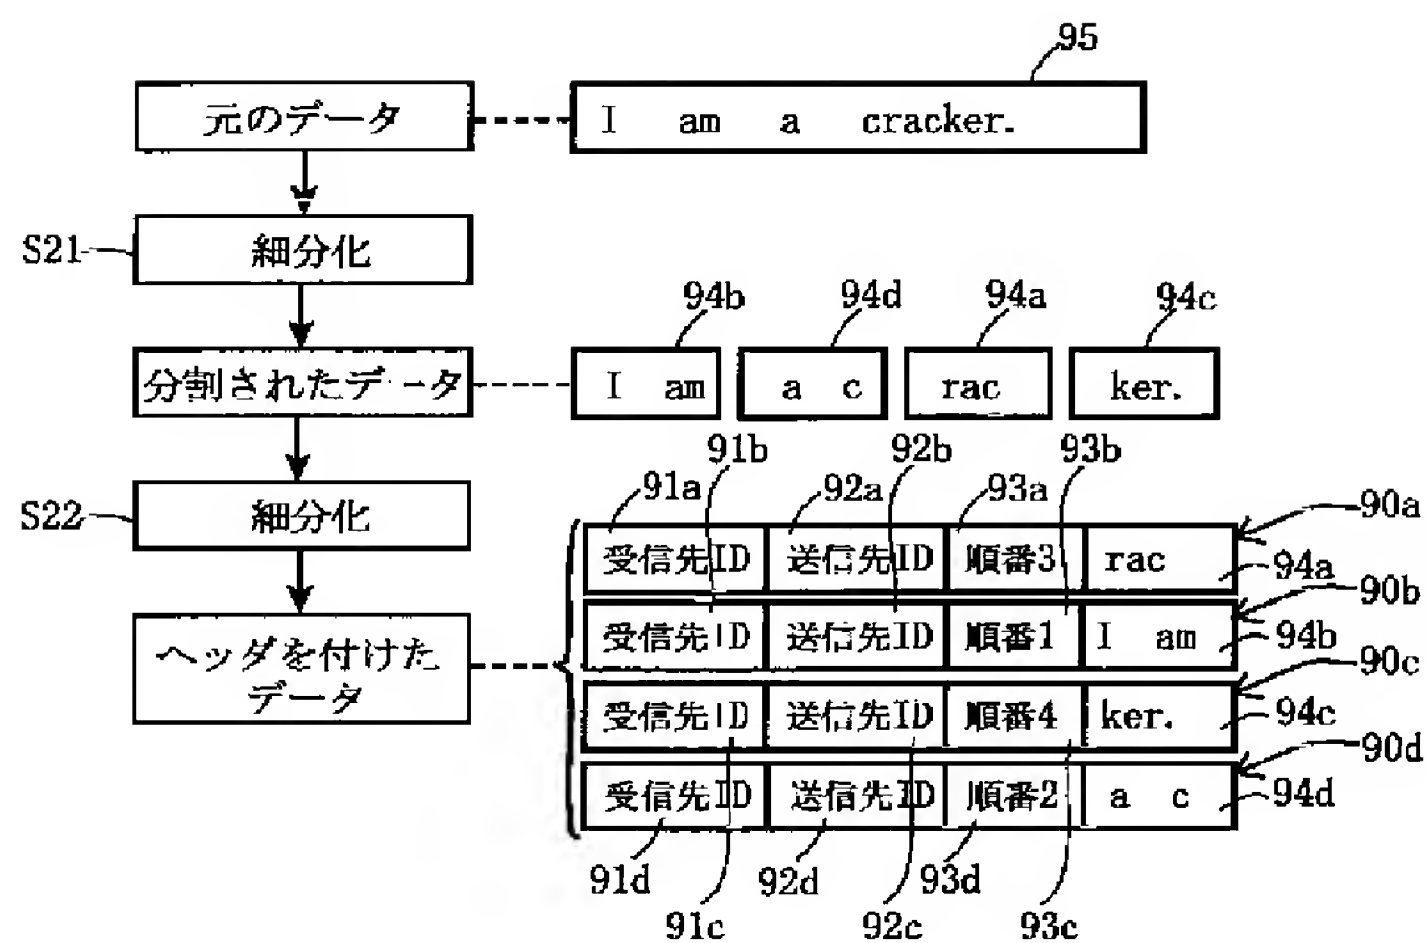 95
元のデータ
I am a cracker.
S21
細分化
94b 94d 94a 94c
分割されたデータ
I am
a c
rac
ker.
91b 92b 93b
91a 92a 93a
S22
細分化
90a
受信先ID 送信先ID 順番3 rac
94a
90b
ヘッダを付けた
データ
受信先ID 送信先ID 順番1 I am
94b
90c
受信先ID 送信先ID 順番4 ker.
94c
90d
受信先ID 送信先ID 順番2 a c
94d
91d 92d 93d
91c 92c 93c